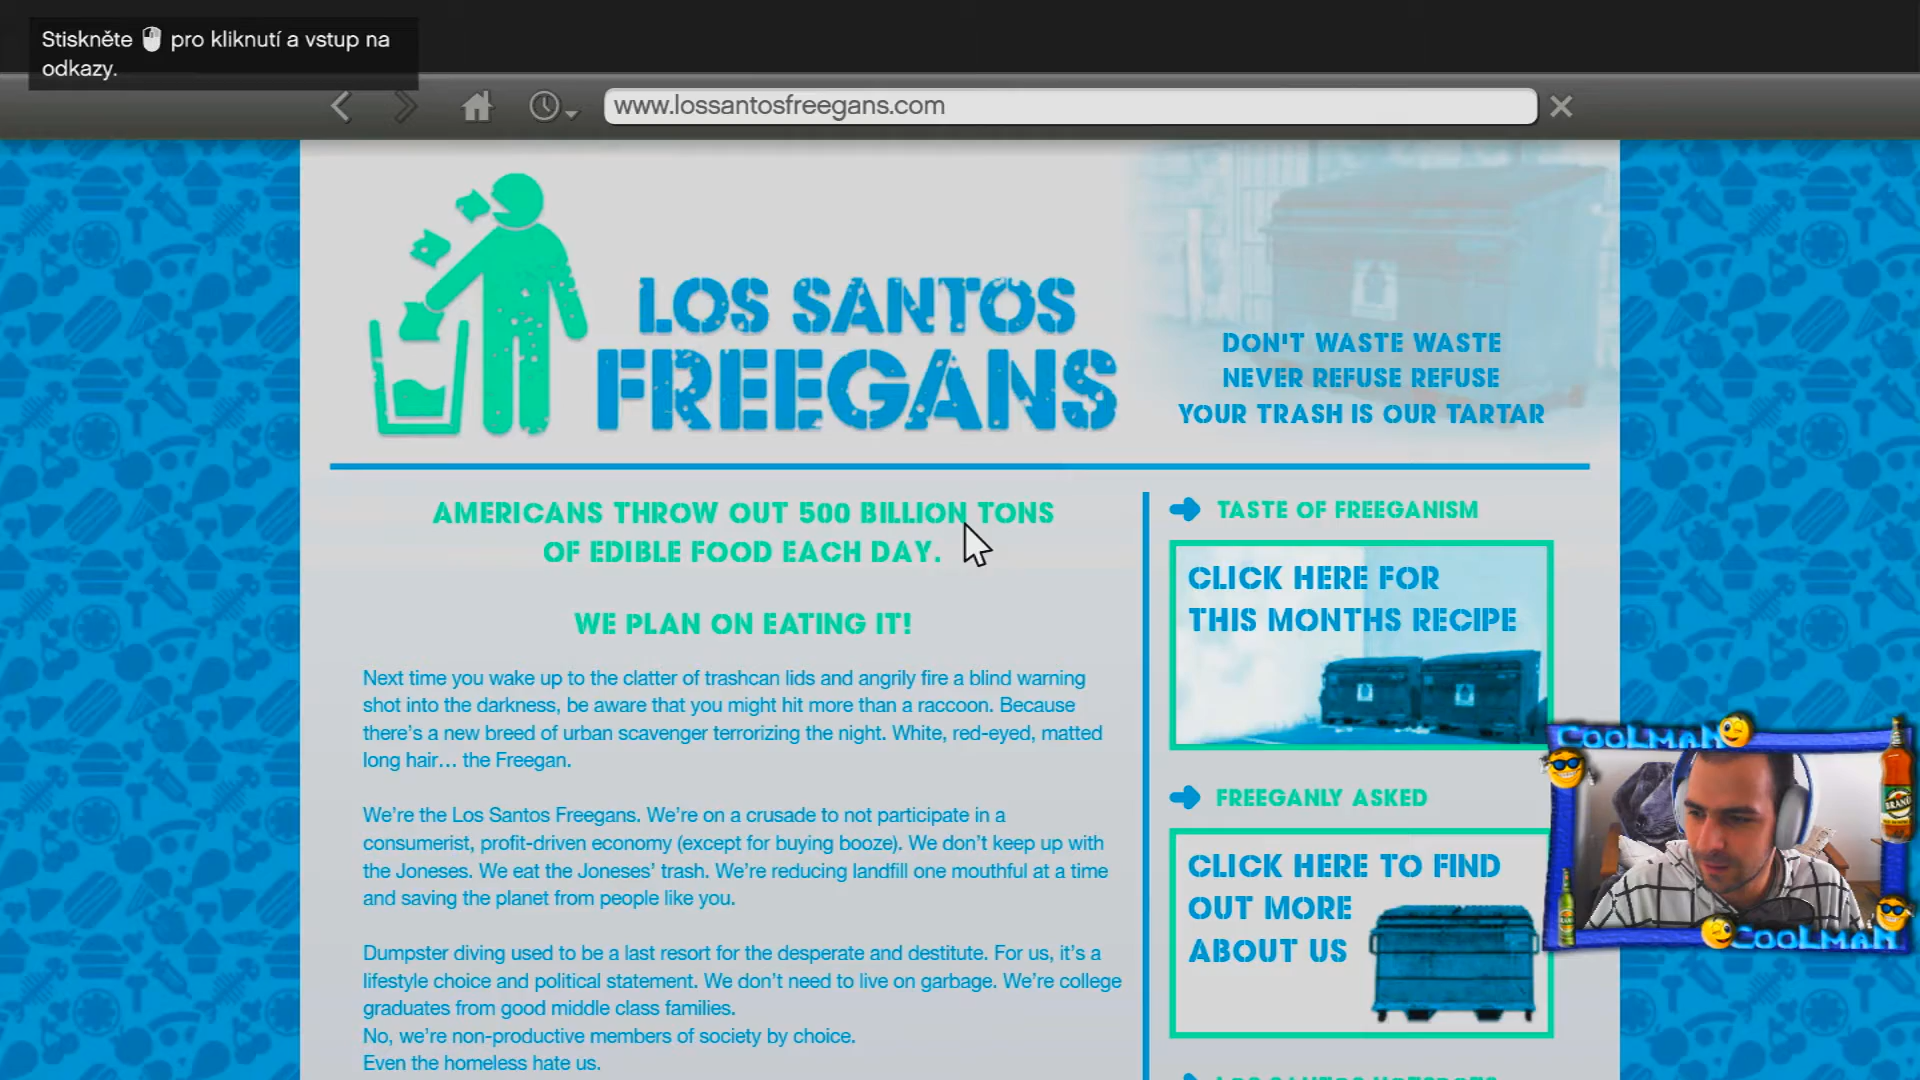 Stiskněte pro kliknutí a vstup na
odkazy.
www.lossantosfreegans.com
LOS SANTOS
FREEGANS
DON'T WASTE WASTE
NEVER REFUSE REFUSE
YOUR TRASH IS OUR TARTAR
AMERICANS THROW OUT 500 BILLION TONS
OF EDIBLE FOOD EACH DAY.
WE PLAN ON EATING IT!
Next time you wake up to the clatter of trashcan lids and angrily fire a blind warning
shot into the darkness, be aware that you might hit more than a raccoon. Because
there's a new breed of urban scavenger terrorizing the night. White, red-eyed, matted
long hair... the Freegan.
We're the Los Santos Freegans. We're on a crusade to not participate in a
consumerist, profit-driven economy (except for buying booze). We don't keep up with
the Joneses. We eat the Joneses' trash. We're reducing landfill one mouthful at a time
and saving the planet from people like you.
Dumpster diving used to be a last resort for the desperate and destitute. For us, it's a
lifestyle choice and political statement. We don't need to live on garbage. We're college
graduates from good middle class families.
No, we're non-productive members of society by choice.
Even the homeless hate us.
TASTE OF FREEGANISM
CLICK HERE FOR
THIS MONTHS RECIPE
FREEGANLY ASKED
CLICK HERE TO FIND
OUT MORE
ABOUT US
LOS SANTOS HOTSPOTS
COOLMAN
BRANÍK
COOLMAN